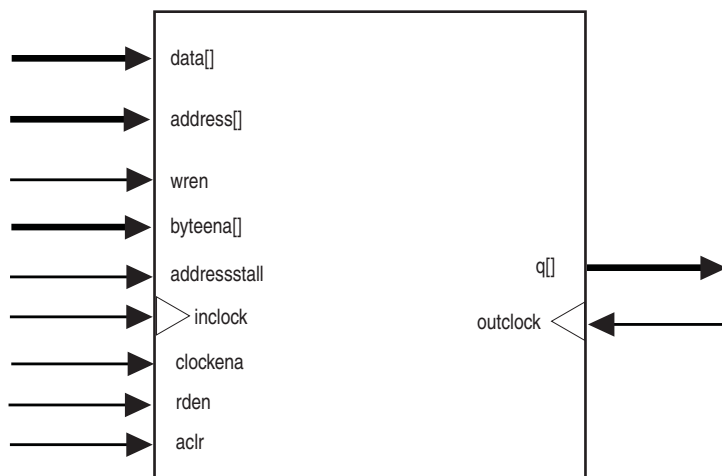 data[]
address[]
wren
byteena[]
addressstall
q[]
inclock
outclock
clockena
rden
aclr